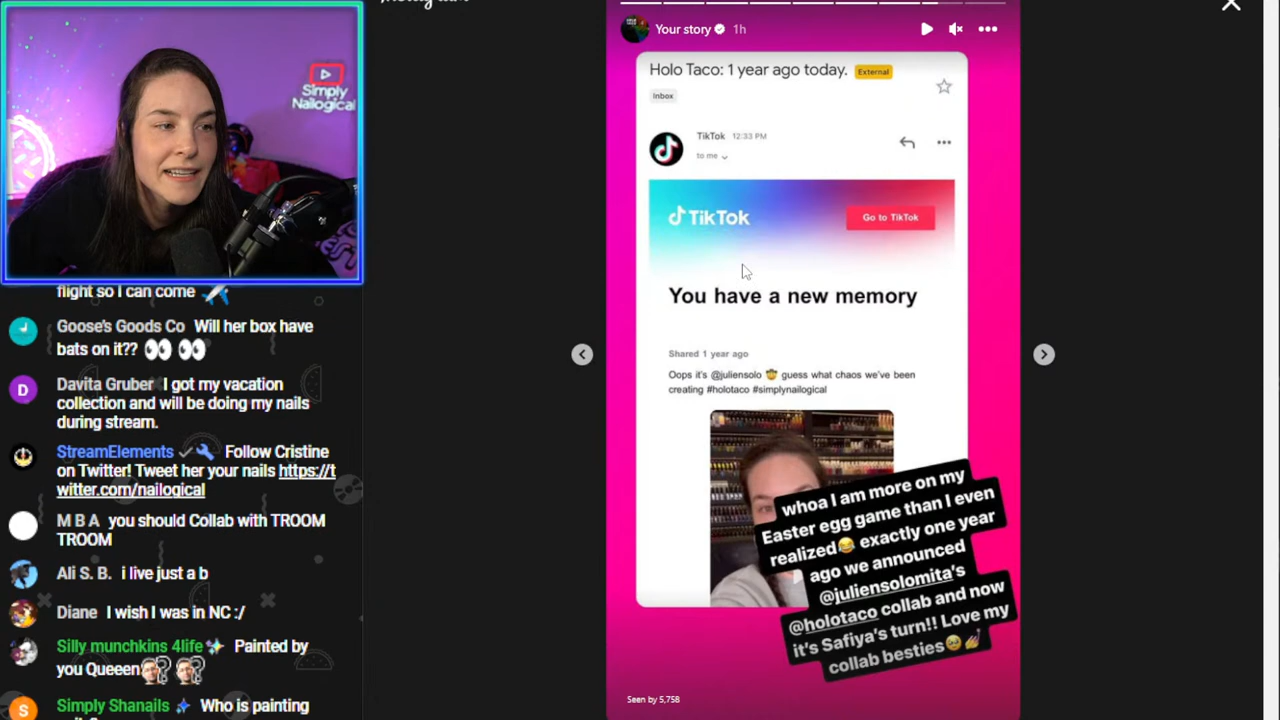 Simply
Nailogical
flight so I can come
Goose's Goods Co Will her box have
bats on it??
D
Davita Gruber I got my vacation
collection and will be doing my nails
during stream.
StreamElements Follow Cristine
on Twitter! Tweet her your nails https://t
witter.com/nailogical
M B A you should Collab with TROOM
TROOM
Ali S. B. i live just a b
Diane I wish I was in NC :/
Silly munchkins 4life Painted by
you Queeen
S
Simply Shanails Who is painting
Your story 1h
Holo Taco: 1 year ago today. External
Inbox
TikTok 12:33 PM
to me
TikTok
Go to TikTok
You have a new memory
Shared 1 year ago
Oops it's @juliensolo guess what chaos we've been
creating #holotaco #simplynailogical
whoa I am more on my
Easter egg game than I even
realized exactly one year
ago we announced
@juliensolomita's
@holotaco collab and now
it's Safiya's turn!! Love my
collab besties
Seen by 5,758